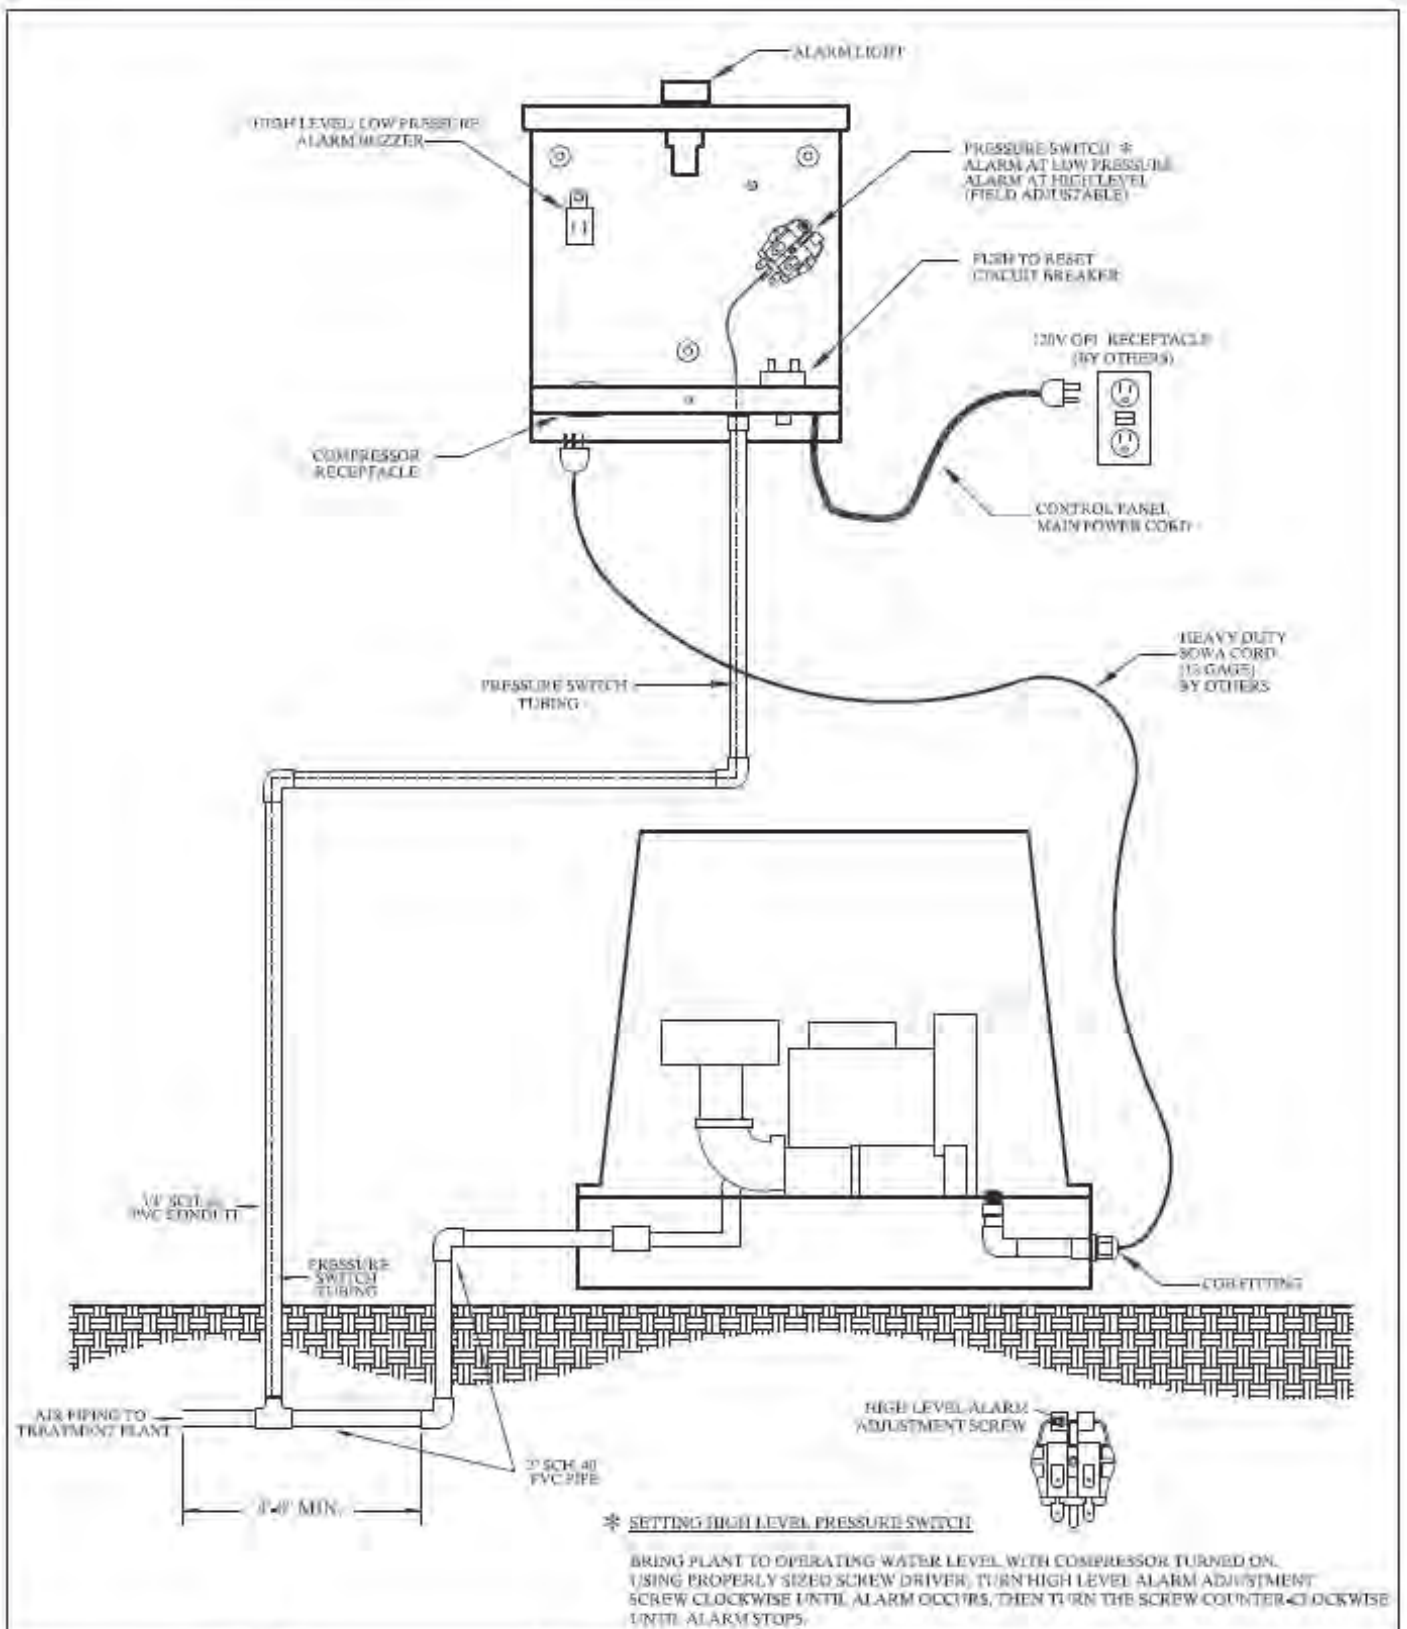 ALARM LIGHT
HIGH LEVEL/LOW PRESSURE
ALARM BUZZER
PRESSURE SWITCH *
ALARM AT LOW PRESSURE
ALARM AT HIGH LEVEL
(FIELD ADJUSTABLE)
PUSH TO RESET
CIRCUIT BREAKER
120V GFI RECEPTACLE
(BY OTHERS)
COMPRESSOR
RECEPTACLE
CONTROL PANEL
MAIN POWER CORD
HEAVY DUTY
SOWA CORD
GAGE)
BY OTHERS
PRESSURE SWITCH
TUBING
SCH.
PVC CONDUIT
PRESSURE
SWITCH
TUBING
FITTING
AIR PIPING TO
TREATMENT PLANT
SCH. 40
PVC PIPE
MIN.
HIGH LEVEL ALARM
ADJUSTMENT SCREW
* SETTING HIGH LEVEL PRESSURE SWITCH
BRING PLANT TO OPERATING WATER LEVEL WITH COMPRESSOR TURNED ON.
USING PROPERLY SIZED SCREW DRIVER, TURN HIGH LEVEL ALARM ADJUSTMENT
SCREW CLOCKWISE UNTIL ALARM OCCURS, THEN TURN THE SCREW COUNTER-CLOCKWISE
UNTIL ALARM STOPS.